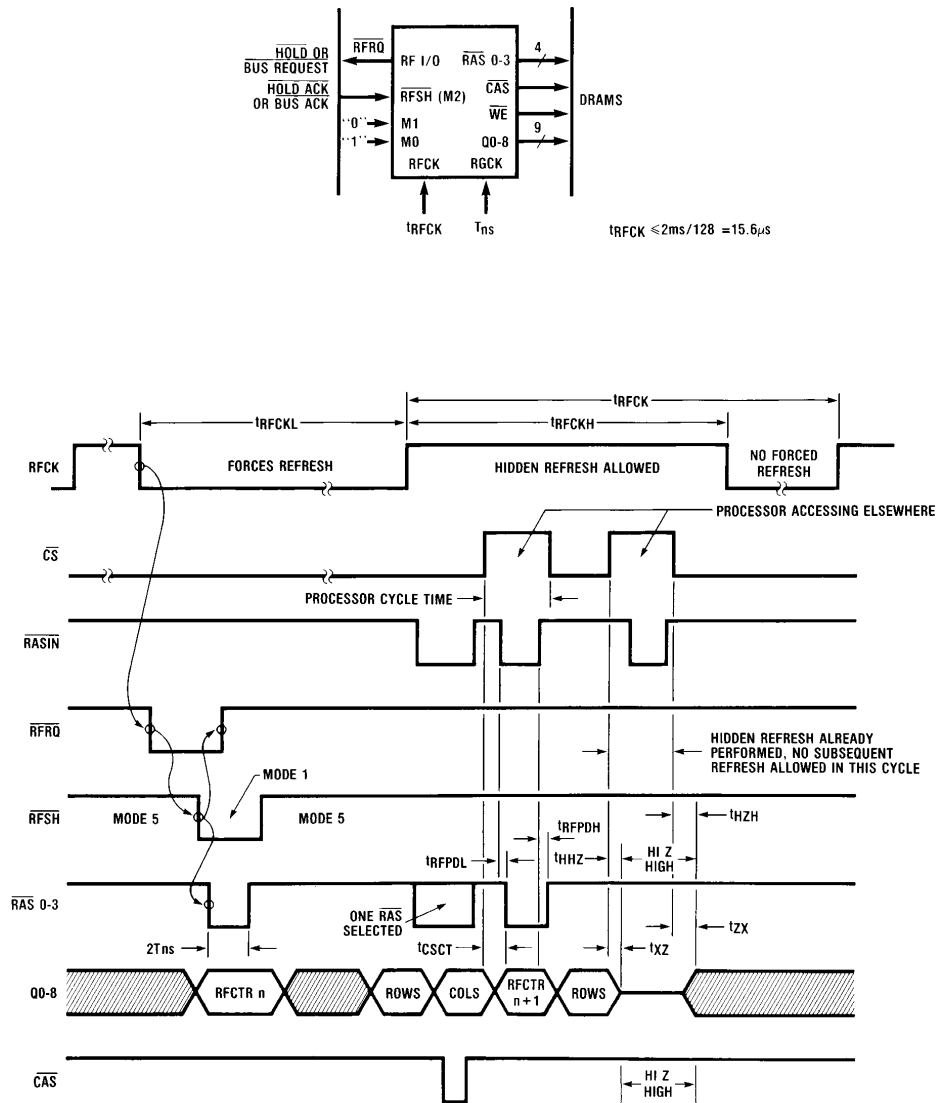 HOLD OR
BUS REQUEST
RFRQ
RF I/O
RAS 0-3
4
HOLD ACK
OR BUS ACK
RFSH (M2)
CAS
DRAMS
WE
"0"
M1
9
"1"
M0
Q0-8
RFCK
RGCK
tRFCK
Tns
tRFCK ≤2ms/128 =15.6μs
tRFCK
tRFCKL
tRFCKH
RFCK
FORCES REFRESH
HIDDEN REFRESH ALLOWED
NO FORCED
REFRESH
PROCESSOR ACCESSING ELSEWHERE
CS
PROCESSOR CYCLE TIME
RASIN
RFRQ
HIDDEN REFRESH ALREADY
PERFORMED, NO SUBSEQUENT
REFRESH ALLOWED IN THIS CYCLE
MODE 1
RFSH
MODE 5
MODE 5
tHZH
tRFPDH
tRFPDL
tHHZ
HI Z
HIGH
RAS 0-3
ONE RAS
SELECTED
2Tns
tCSCT
tXZ
tZX
Q0-8
RFCTR n
ROWS
COLS
RFCTR
n+1
ROWS
CAS
HI Z
HIGH